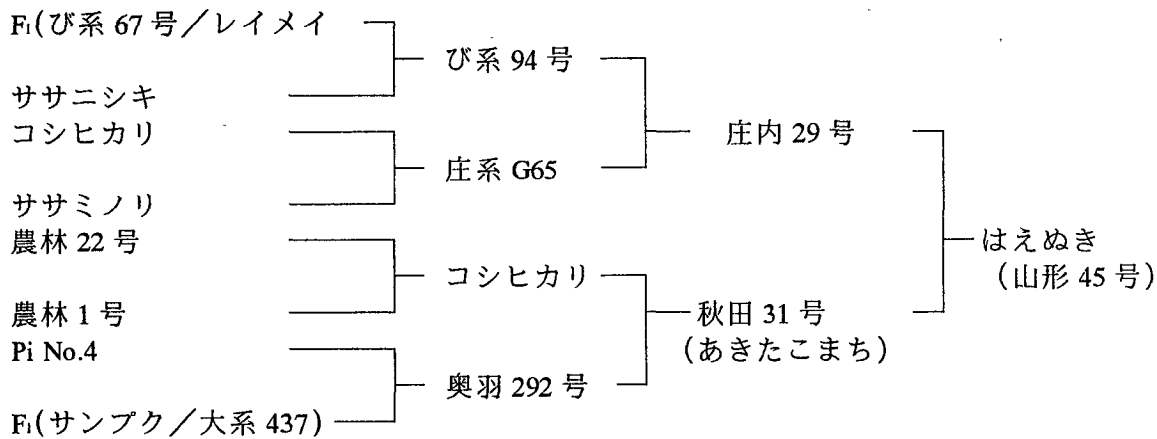 F₁(び系 67 号／レイメイ
び系 94 号
ササニシキ
コシヒカリ
庄内 29 号
庄系 G65
ササミノリ
農林 22 号
はえぬき
(山形 45 号)
コシヒカリ
農林 1 号
秋田 31 号
(あきたこまち)
Pi No.4
奥羽 292 号
F₁(サンプク／大系 437)